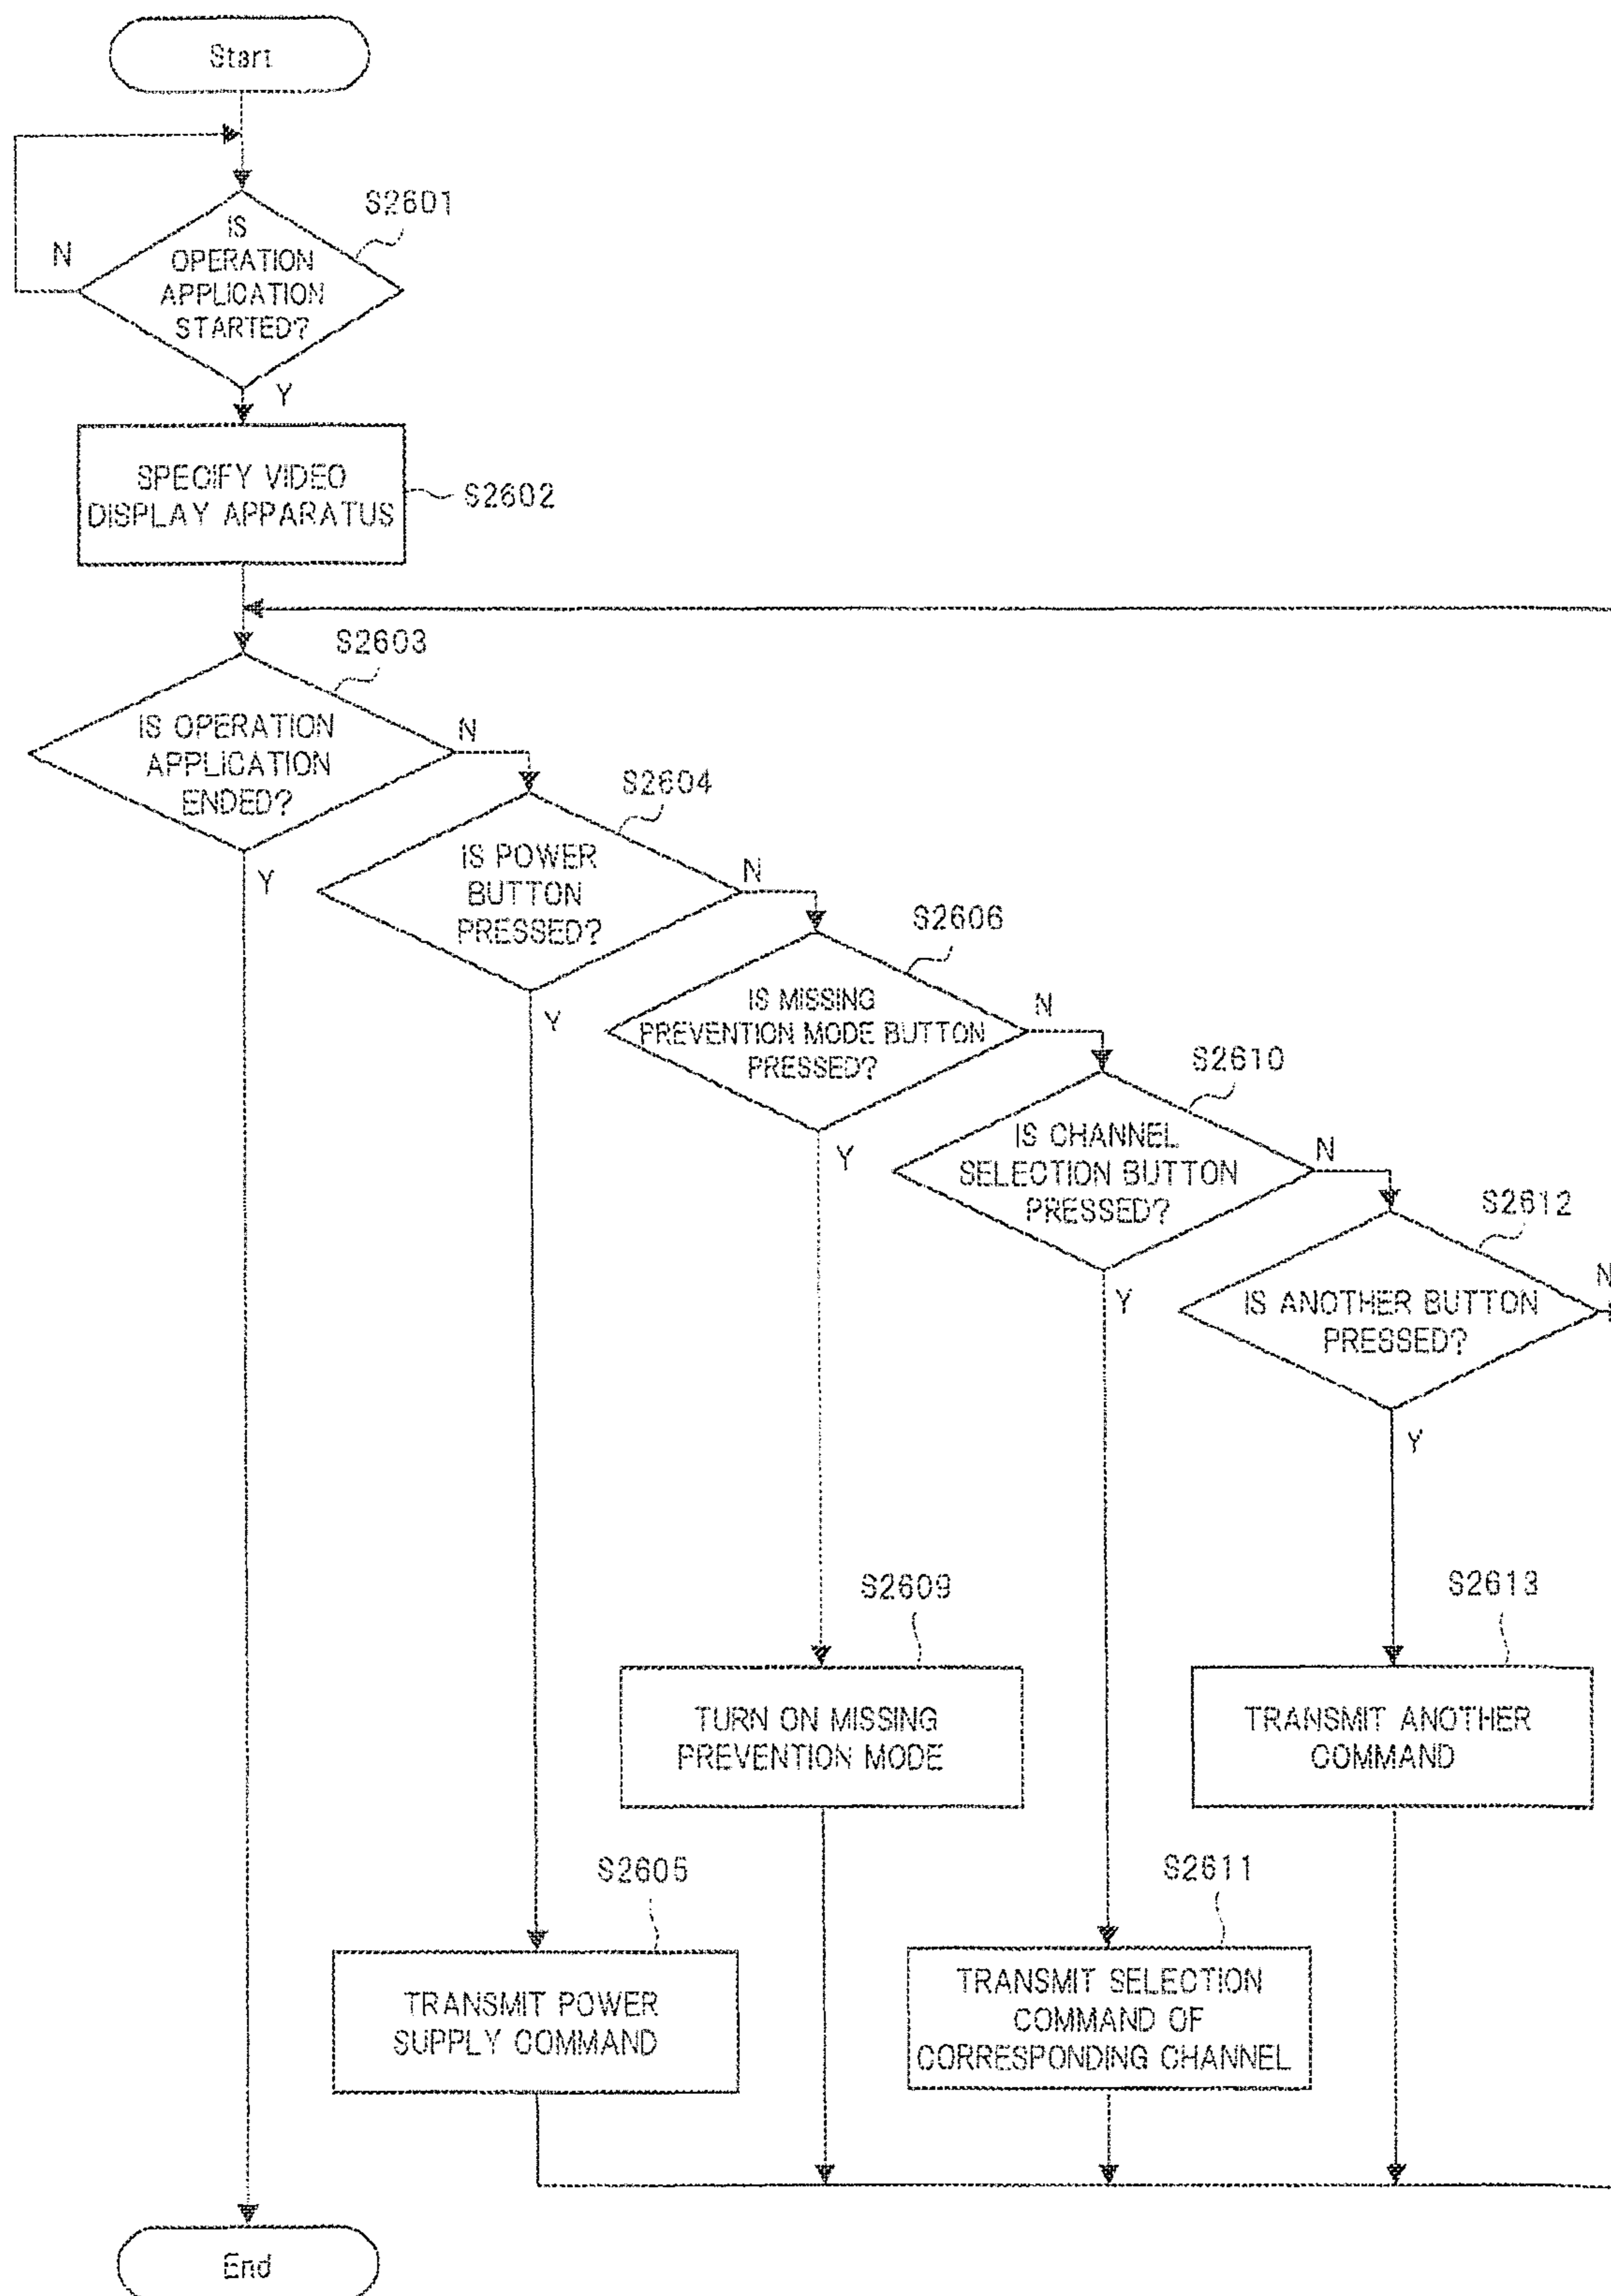 Start
S2601
N
IS
OPERATION
APPLICATION
STARTED?
Y
SPECIFY VIDEO
DISPLAY APPARATUS
S2602
S2603
IS OPERATION
APPLICATION
ENDED?
N
Y
S2604
IS POWER
BUTTON
PRESSED?
N
Y
S2606
IS MISSING
PREVENTION MODE BUTTON
PRESSED?
N
Y
S2610
IS CHANNEL
SELECTION BUTTON
PRESSED?
N
Y
S2612
IS ANOTHER BUTTON
PRESSED?
N
Y
S2609
TURN ON MISSING
PREVENTION MODE
S2613
TRANSMIT ANOTHER
COMMAND
S2605
TRANSMIT POWER
SUPPLY COMMAND
S2611
TRANSMIT SELECTION
COMMAND OF
CORRESPONDING CHANNEL
End